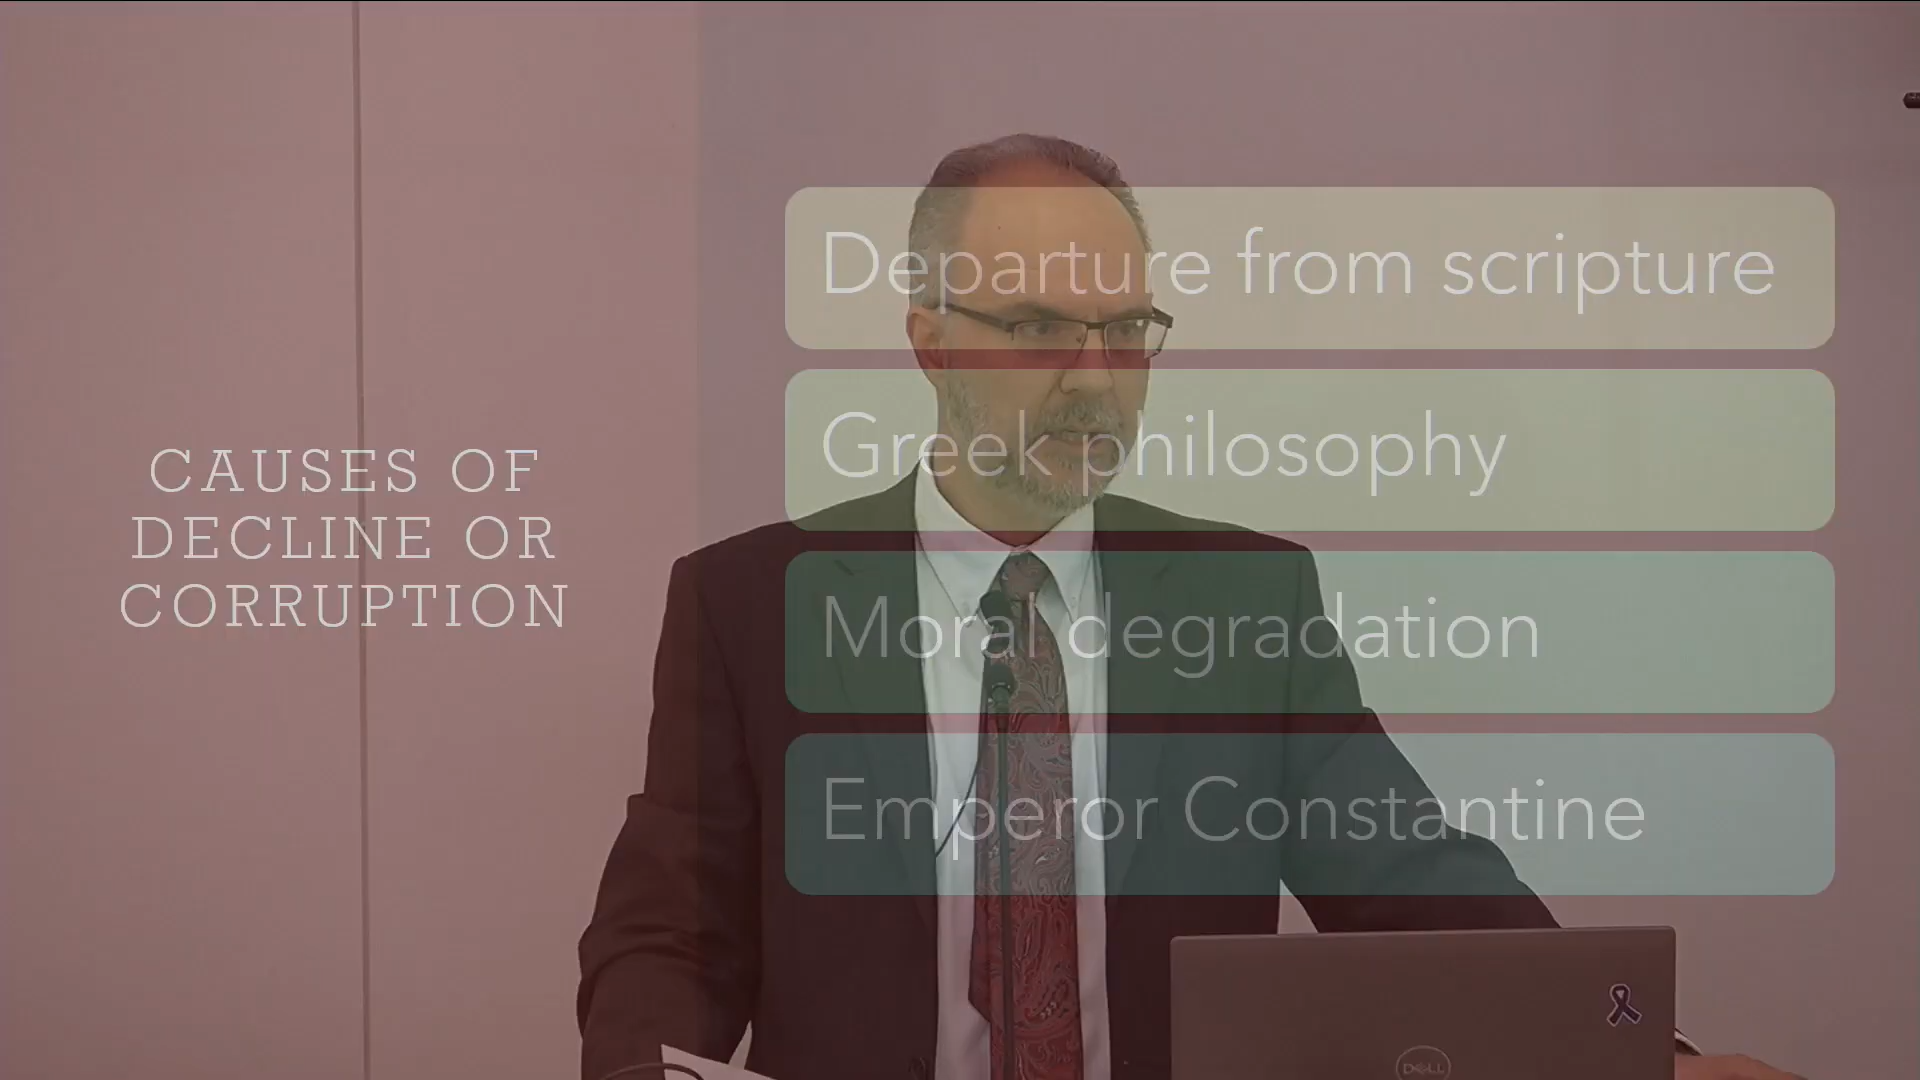 CAUSES OF
DECLINE OR
CORRUPTION
Departure from scripture
Greek philosophy
Moral degradation
Emperor Constantine
DELL